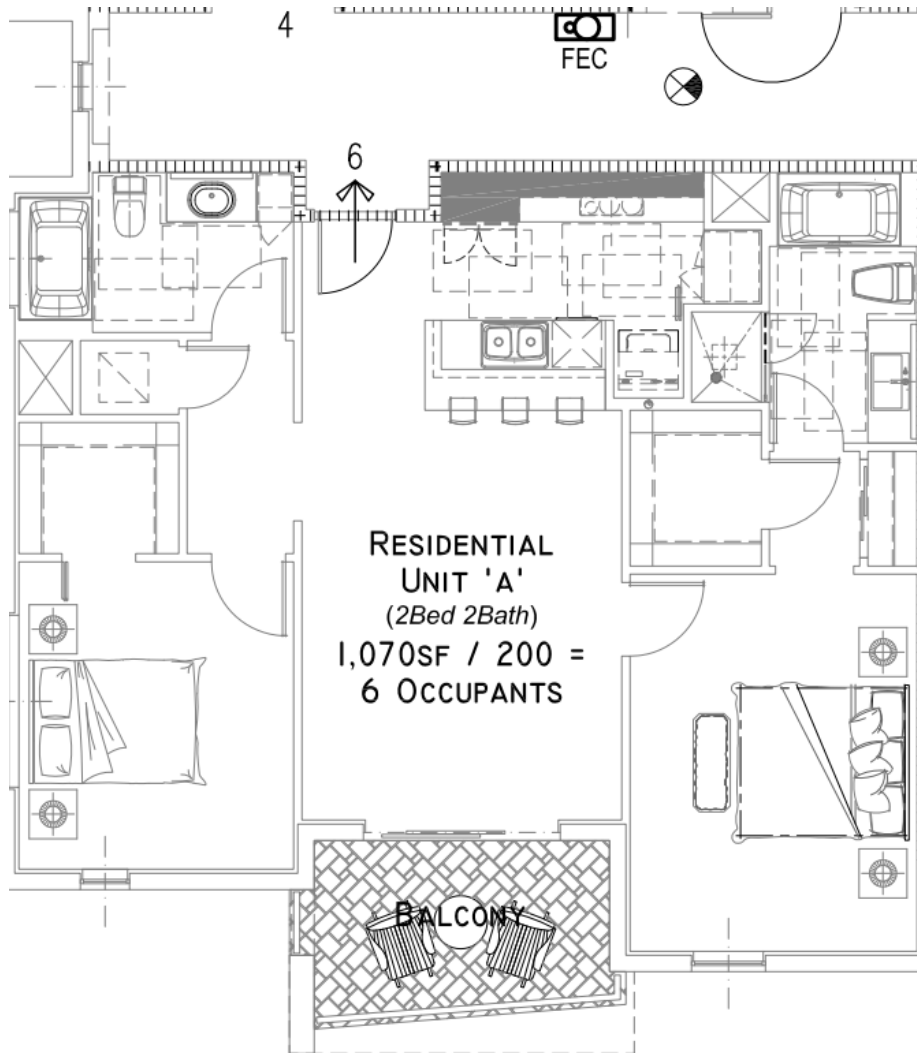 4
FEC
6
RESIDENTIAL
UNIT 'A'
(2Bed 2Bath)
1,070SF / 200 =
6 OCCUPANTS
BALCONY